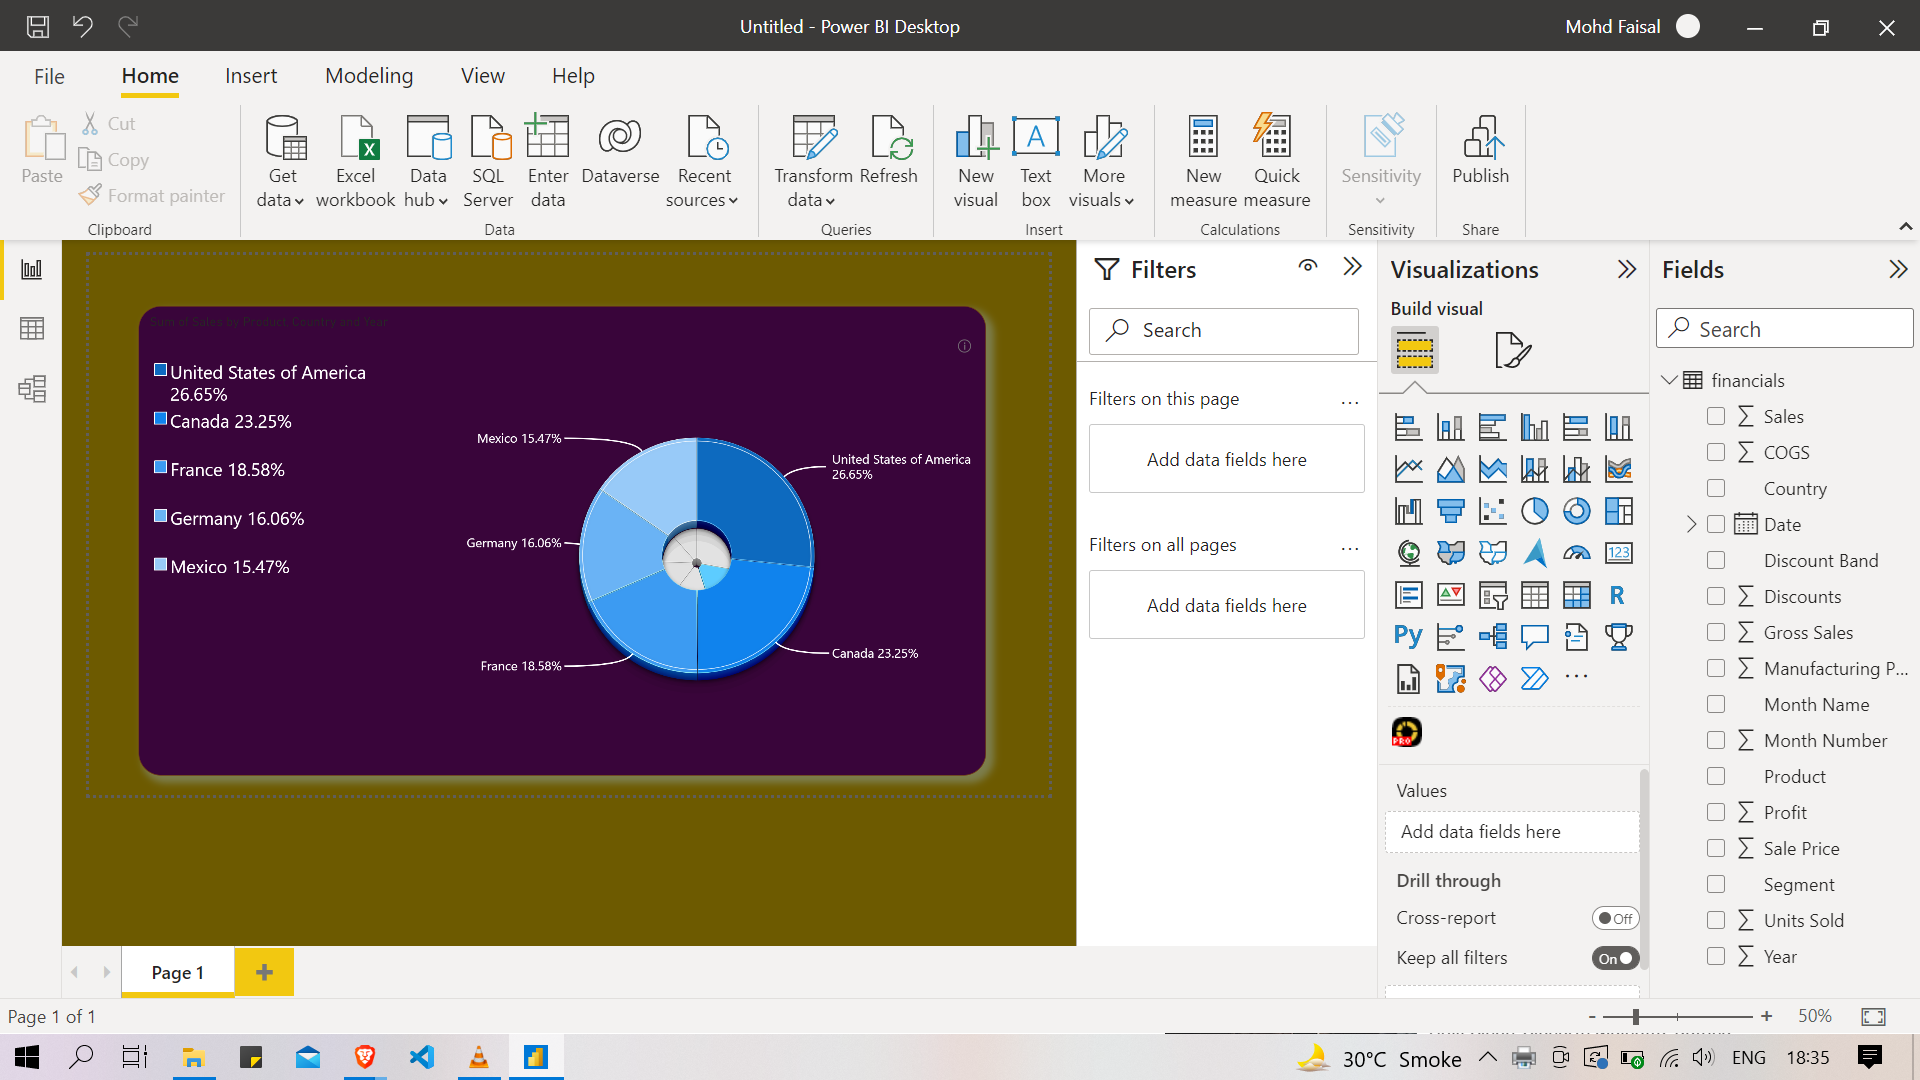 Untitled - Power BI Desktop
Mohd Faisal
File
Home
Insert
Modeling
View
Help
Paste
Cut
Copy
Format painter
Clipboard
Get data
Excel workbook
Data hub
SQL Server
Enter data
Dataverse
Recent sources
Data
Transform data
Refresh
Queries
New visual
Text box
More visuals
Insert
New measure
Quick measure
Calculations
Sensitivity
Sensitivity
Publish
Share
Sum of Sales by Product, Country and Year
United States of America
26.65%
Canada 23.25%
France 18.58%
Germany 16.06%
Mexico 15.47%
Mexico 15.47%
United States of America
26.65%
Germany 16.06%
France 18.58%
Canada 23.25%
Filters
Search
Filters on this page
...
Add data fields here
Filters on all pages
...
Add data fields here
Visualizations
Build visual
123
R
Py
...
PRO
Values
Add data fields here
Drill through
Cross-report
Off
Keep all filters
On
Fields
Search
financials
Sales
COGS
Country
Date
Discount Band
Discounts
Gross Sales
Manufacturing P...
Month Name
Month Number
Product
Profit
Sale Price
Segment
Units Sold
Year
Page 1
Page 1 of 1
- + 50%
30°C Smoke
ENG
18:35